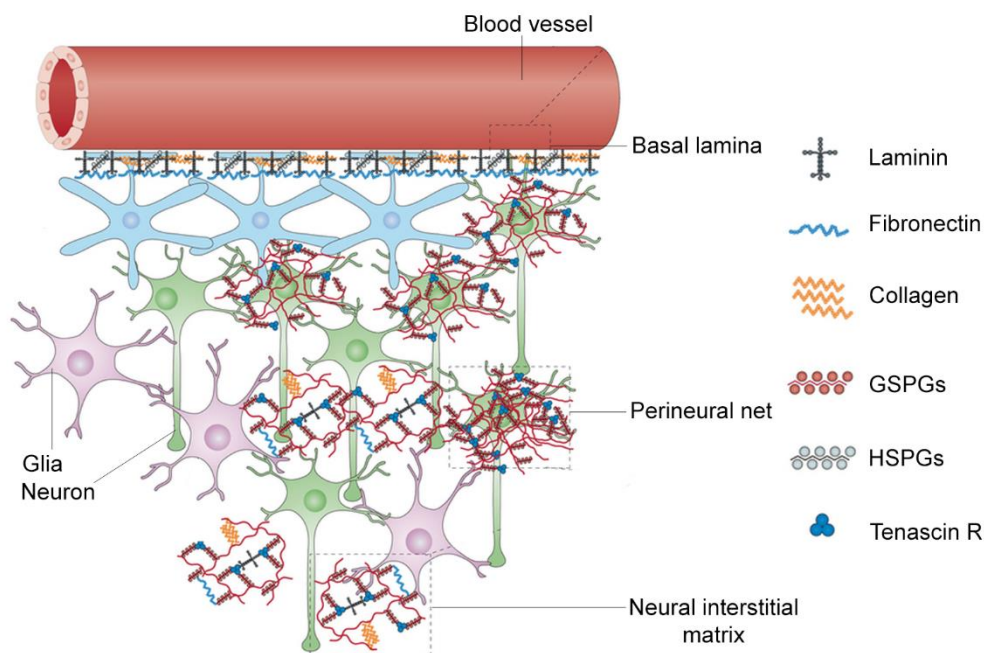 Blood vessel
Basal lamina
Laminin
Fibronectin
Collagen
GSPGs
Perineural net
Glia
Neuron
HSPGs
Tenascin R
Neural interstitial
matrix